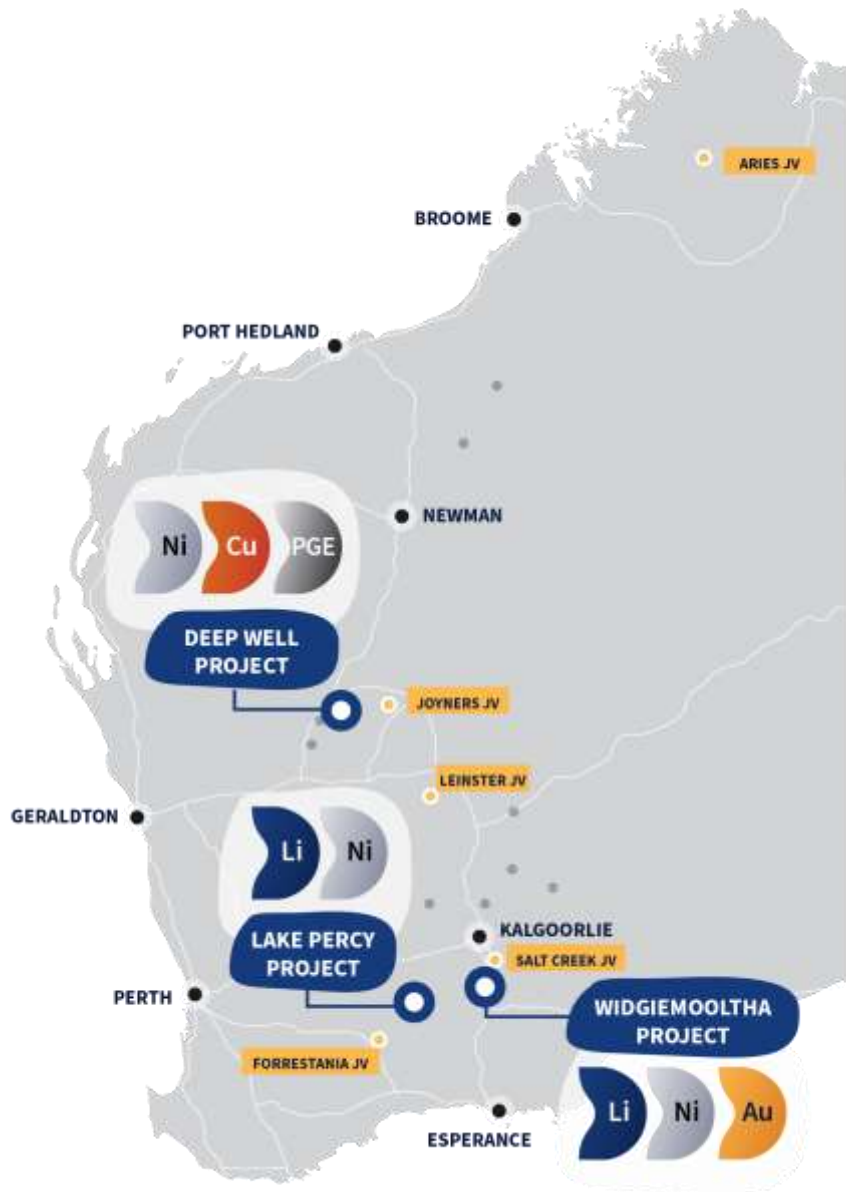 ARIES JV
BROOME
PORT HEDLAND
NEWMAN
Ni
Cu
PGE
DEEP WELL
PROJECT
JOYNERS JV
LEINSTER JV
GERALDTON
Li
Ni
LAKE PERCY
PROJECT
KALGOORLIE
SALT CREEK JV
PERTH
WIDGIEMOOLTHA
PROJECT
FORRESTANIA JV
Li
Ni
Au
ESPERANCE